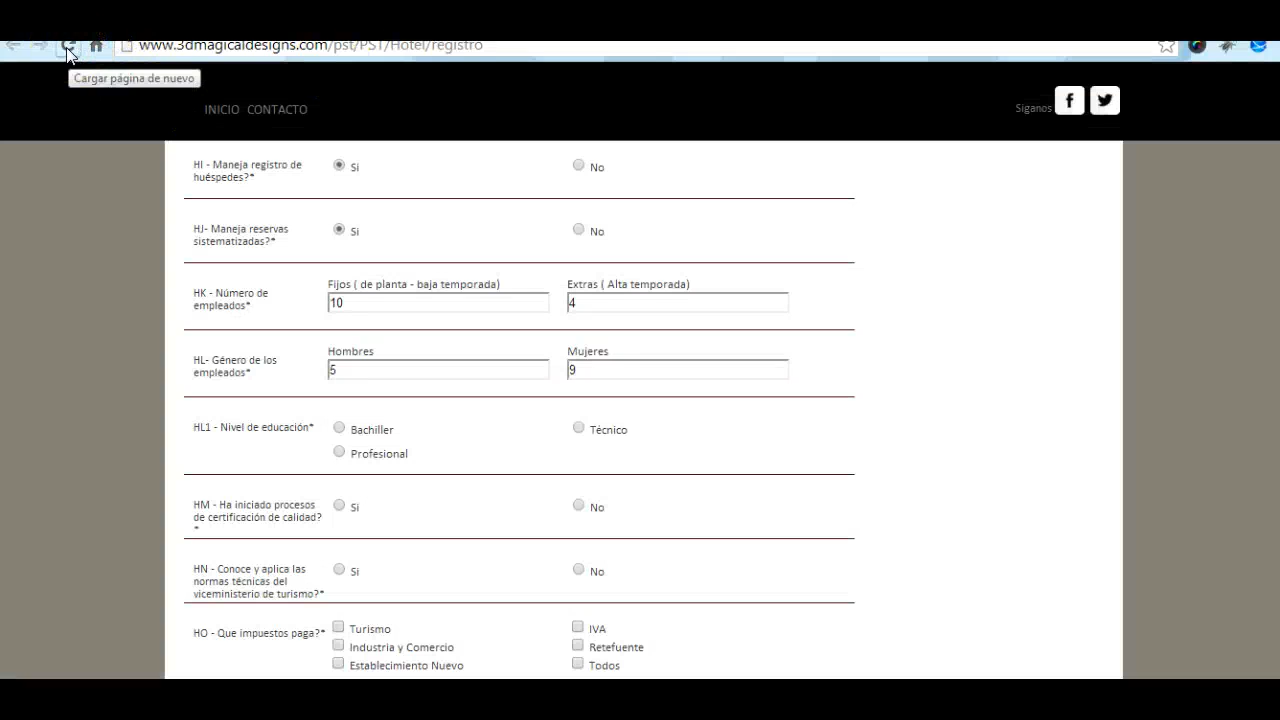 www.3dmagicaldesigns.com/pst/PST/Hotel/registro
Cargar página de nuevo
INICIO CONTACTO
Siganos
HI - Maneja registro de
huéspedes?*
Si
No
HJ- Maneja reservas
sistematizadas?*
Si
No
Fijos ( de planta - baja temporada)
Extras ( Alta temporada)
HK - Número de
empleados*
10
4
Hombres
Mujeres
HL- Género de los
empleados*
5
9
HL1 - Nivel de educación*
Bachiller
Técnico
Profesional
HM - Ha iniciado procesos
de certificación de calidad?
*
Si
No
HN - Conoce y aplica las
normas técnicas del
viceministerio de turismo?*
Si
No
HO - Que impuestos paga?*
Turismo
IVA
Industria y Comercio
Retefuente
Establecimiento Nuevo
Todos